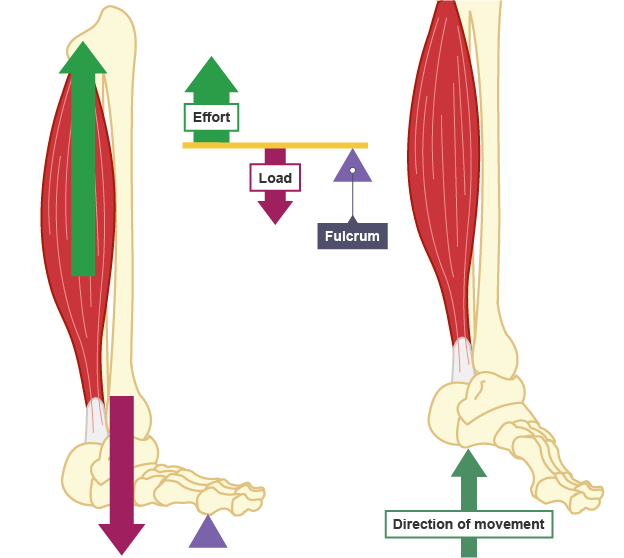 Effort
Load
Fulcrum
Direction of movement